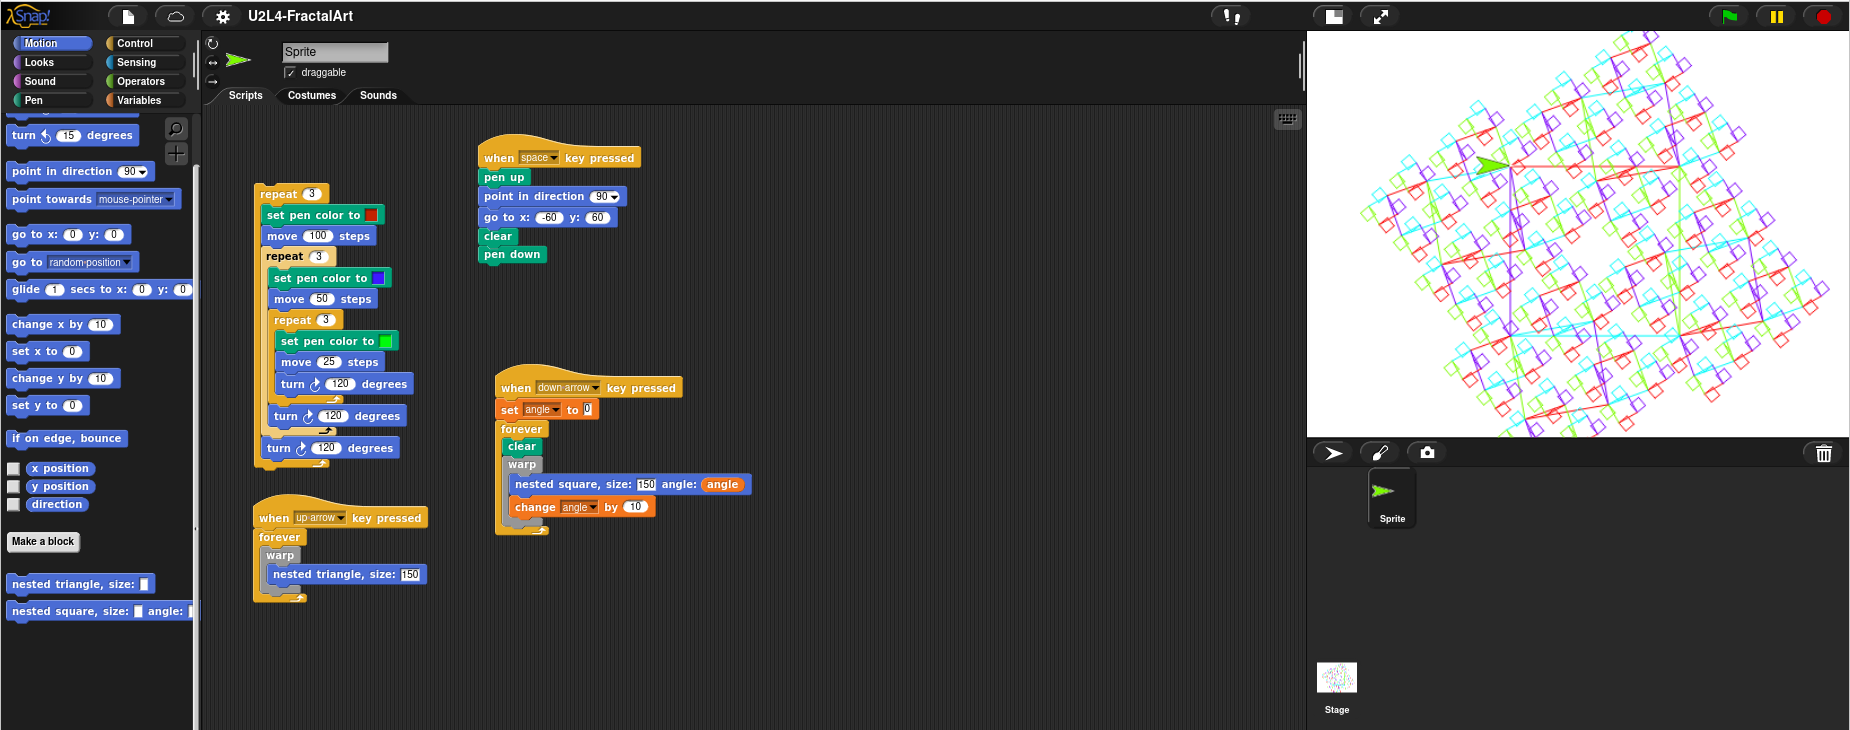 Snap!
U2L4-FractalArt
Motion
Control
Looks
Sensing
Sound
Operators
Pen
Variables
turn 15 degrees
point in direction 90
point towards mouse-pointer
go to x: 0 y: 0
go to random-position
glide 1 secs to x: 0 y: 0
change x by 10
set x to 0
change y by 10
set y to 0
if on edge, bounce
x position
y position
direction
Make a block
nested triangle, size:
nested square, size: angle:
Sprite
draggable
Scripts
Costumes
Sounds
repeat 3
set pen color to
move 100 steps
repeat 3
set pen color to
move 50 steps
repeat 3
set pen color to
move 25 steps
turn 120 degrees
turn 120 degrees
turn 120 degrees
when up arrow key pressed
forever
warp
nested triangle, size: 150
when space key pressed
pen up
point in direction 90
go to x: -60 y: 60
clear
pen down
when down arrow key pressed
set angle to 0
forever
clear
warp
nested square, size: 150 angle: angle
change angle by 10
Sprite
Stage